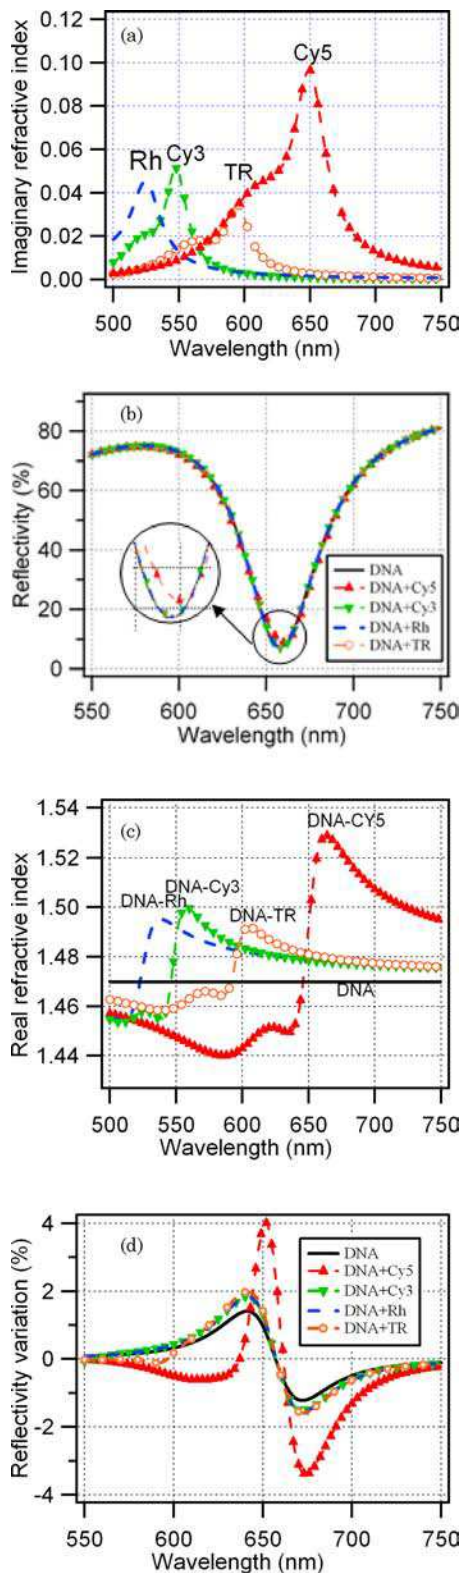 (a)
Imaginary refractive index
0.12
0.10
0.08
0.06
0.04
0.02
0.00
Rh
Cy3
TR
Cy5
500 550 600 650 700 750
Wavelength (nm)
(b)
Reflectivity (%)
80
60
40
20
0
DNA
DNA+Cy5
DNA+Cy3
DNA+Rh
DNA+TR
550 600 650 700 750
Wavelength (nm)
(c)
Real refractive index
1.54
1.52
1.50
1.48
1.46
1.44
DNA-CY5
DNA-Cy3
DNA-Rh
DNA-TR
DNA
500 550 600 650 700 750
Wavelength (nm)
(d)
Reflectivity variation (%)
4
2
0
-2
-4
DNA
DNA+Cy5
DNA+Cy3
DNA+Rh
DNA+TR
550 600 650 700 750
Wavelength (nm)